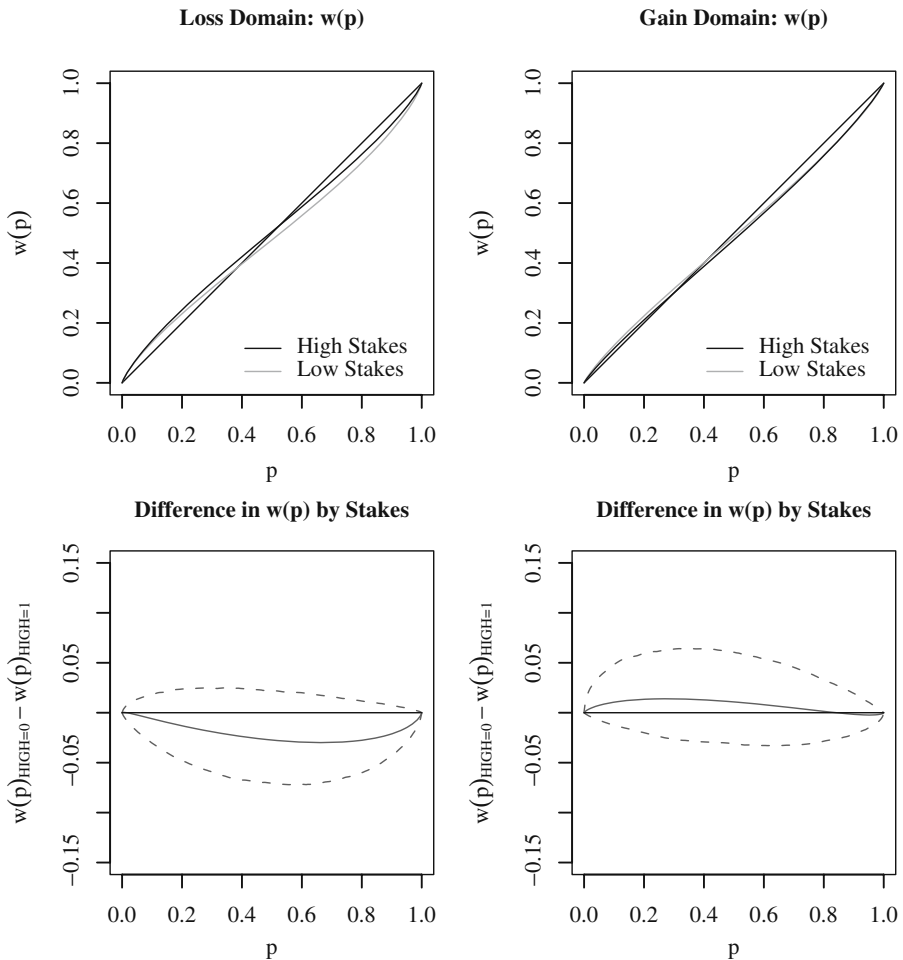 Loss Domain: w(p)
w(p)
1.0
0.8
0.6
0.4
0.2
0.0
High Stakes
Low Stakes
0.0 0.2 0.4 0.6 0.8 1.0
p
Gain Domain: w(p)
w(p)
1.0
0.8
0.6
0.4
0.2
0.0
High Stakes
Low Stakes
0.0 0.2 0.4 0.6 0.8 1.0
p
Difference in w(p) by Stakes
w(p)HIGH=0 − w(p)HIGH=1
0.15
0.05
−0.05
−0.15
0.0 0.2 0.4 0.6 0.8 1.0
p
Difference in w(p) by Stakes
w(p)HIGH=0 − w(p)HIGH=1
0.15
0.05
−0.05
−0.15
0.0 0.2 0.4 0.6 0.8 1.0
p